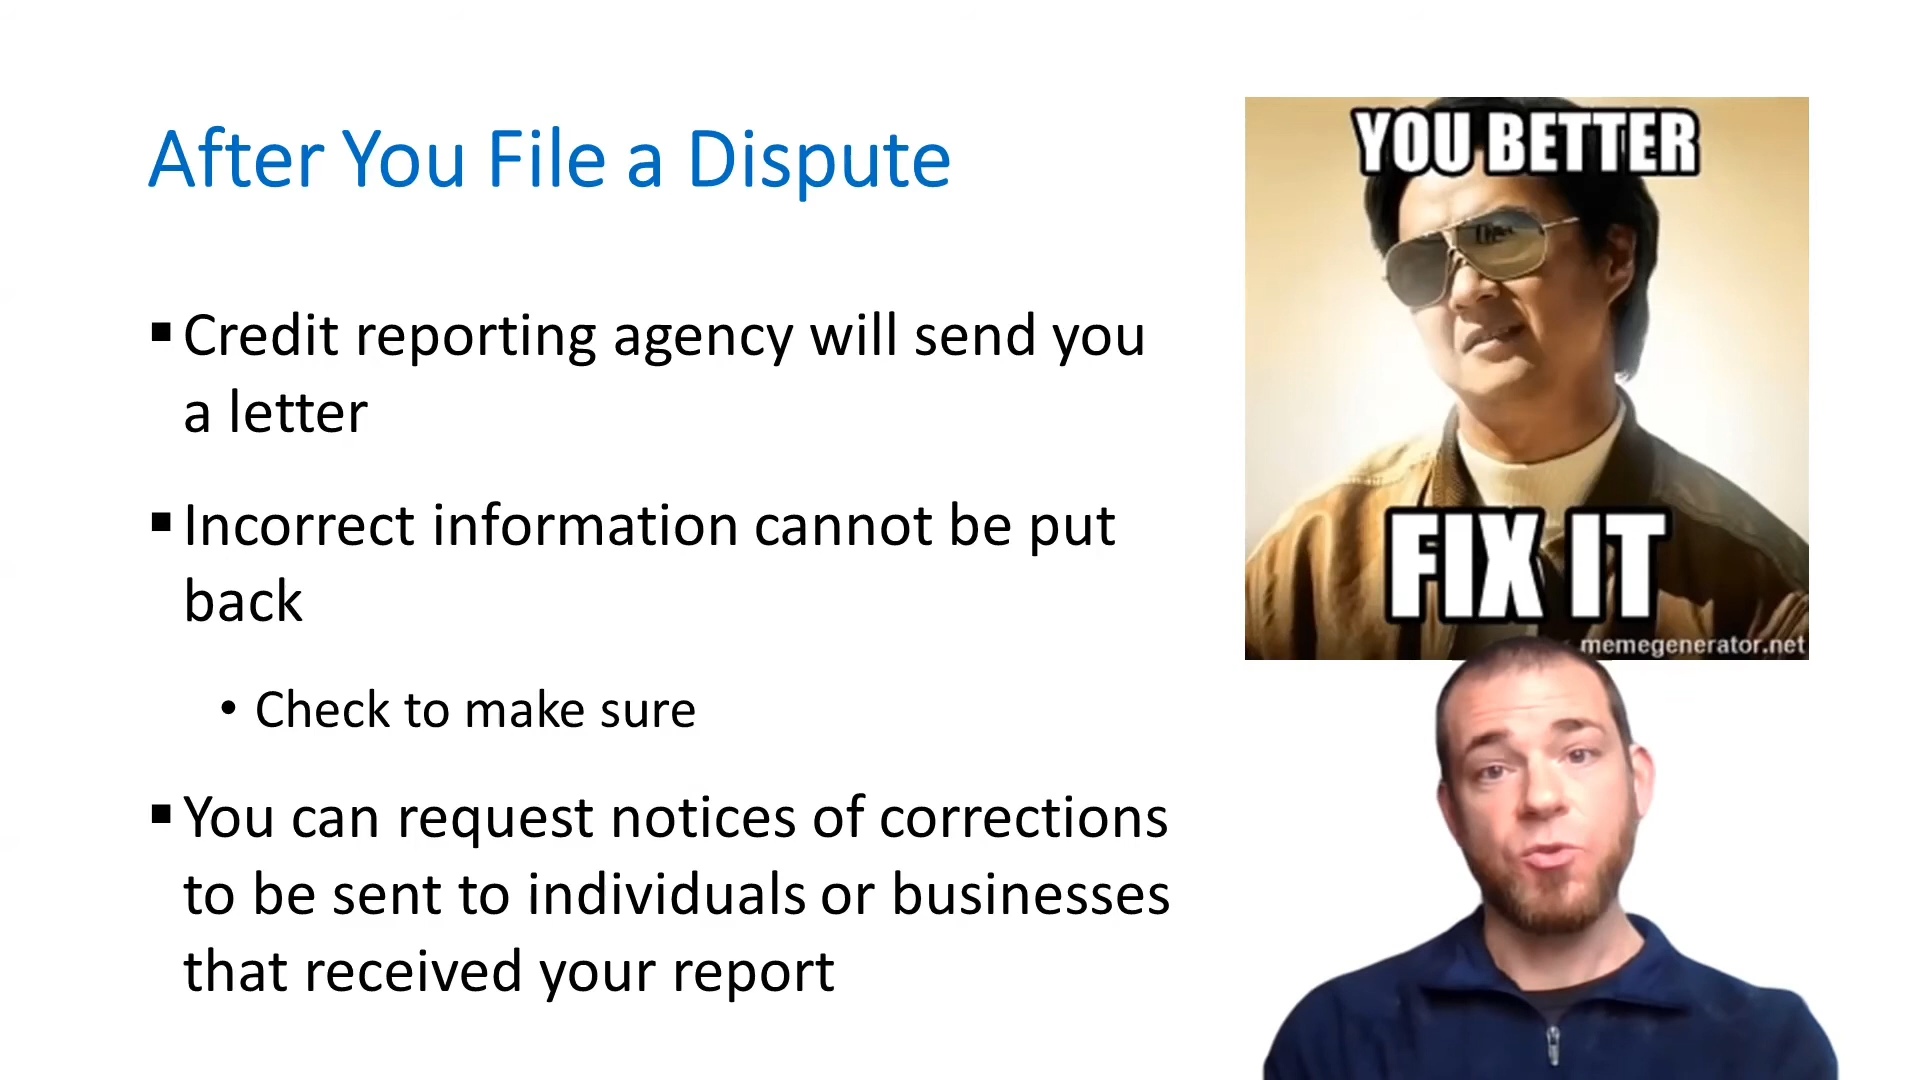 After You File a Dispute
▪ Credit reporting agency will send you
a letter
▪ Incorrect information cannot be put
back
• Check to make sure
▪ You can request notices of corrections
to be sent to individuals or businesses
that received your report
YOU BETTER
FIX IT
memegenerator.net